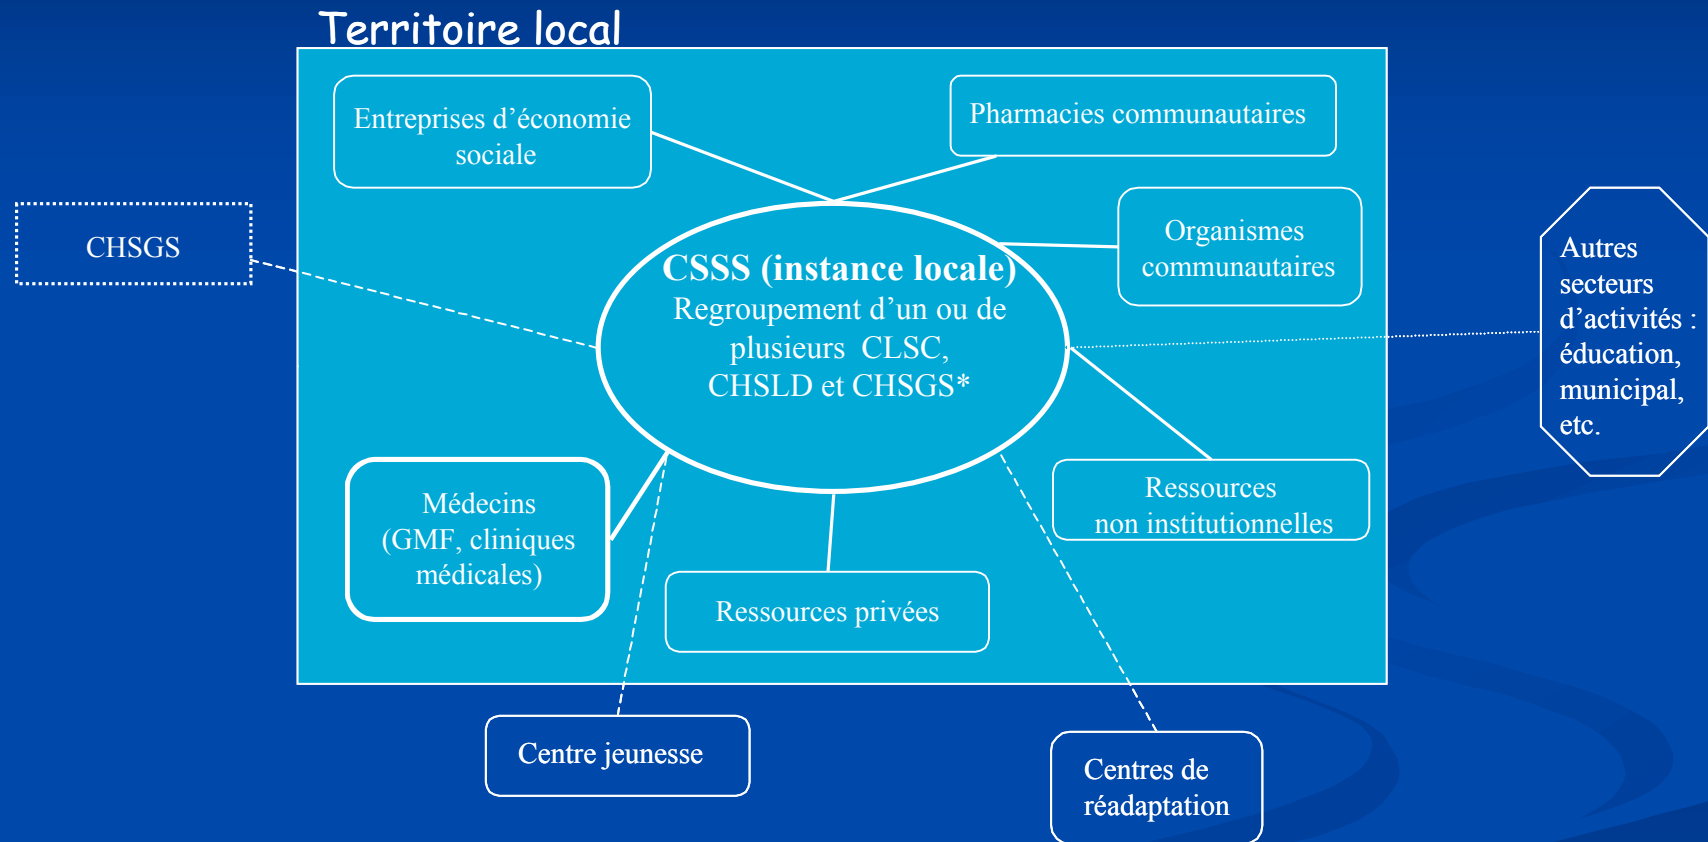 Territoire local
Entreprises d’économie
sociale
Pharmacies communautaires
CHSGS
Organismes
communautaires
CSSS (instance locale)
Regroupement d’un ou de
plusieurs CLSC,
CHSLD et CHSGS*
Autres
secteurs
d’activités :
éducation,
municipal,
etc.
Médecins
(GMF, cliniques
médicales)
Ressources
non institutionnelles
Ressources privées
Centre jeunesse
Centres de
réadaptation